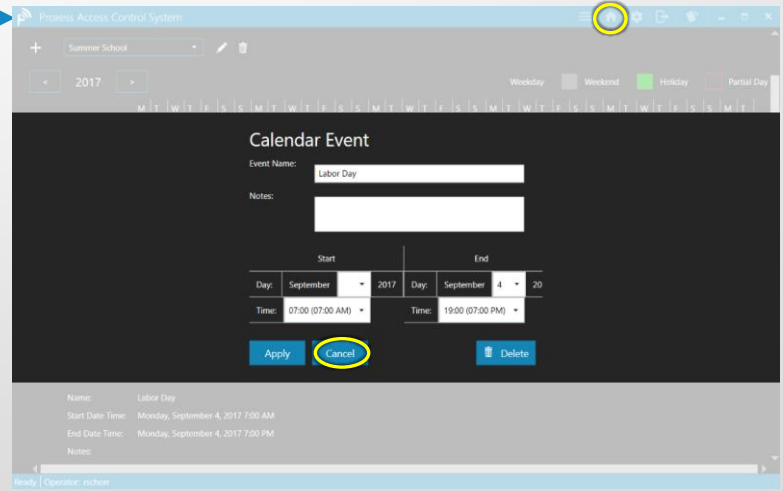 Proxess Access Control System
Summer School
< 2017 > Weekday Weekend Holiday Partial Day
M T W T F S S M T W T F S S M T W T F S S M T W T F S S M T W T F S S M T
Calendar Event
Event Name: Labor Day
Notes:
Start End
Day: September 2017 Day: September 4 20
Time: 07:00 (07:00 AM) Time: 19:00 (07:00 PM)
Apply Cancel Delete
Name: Labor Day
Start Date Time: Monday, September 4, 2017 7:00 AM
End Date Time: Monday, September 4, 2017 7:00 PM
Notes:
Ready Operator: rschorr